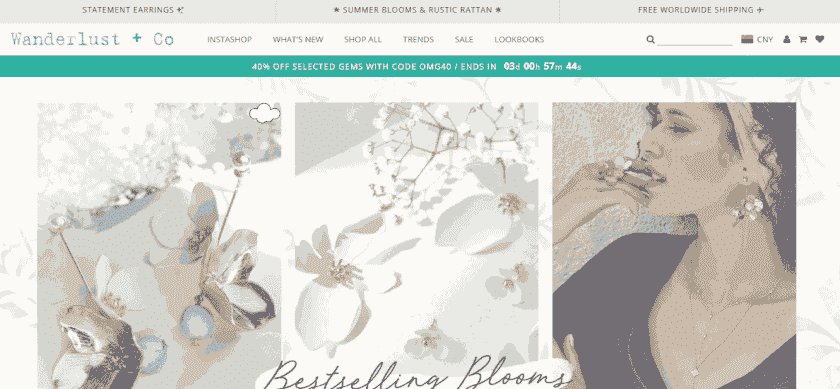 STATEMENT EARRINGS
☀ SUMMER BLOOMS & RUSTIC RATTAN ☀
FREE WORLDWIDE SHIPPING ✈
Wanderlust + Co
INSTASHOP WHAT'S NEW SHOP ALL TRENDS SALE LOOKBOOKS
CNY
40% OFF SELECTED GEMS WITH CODE OMG40 / ENDS IN 03d 00h 57m 44s
Bestselling Blooms